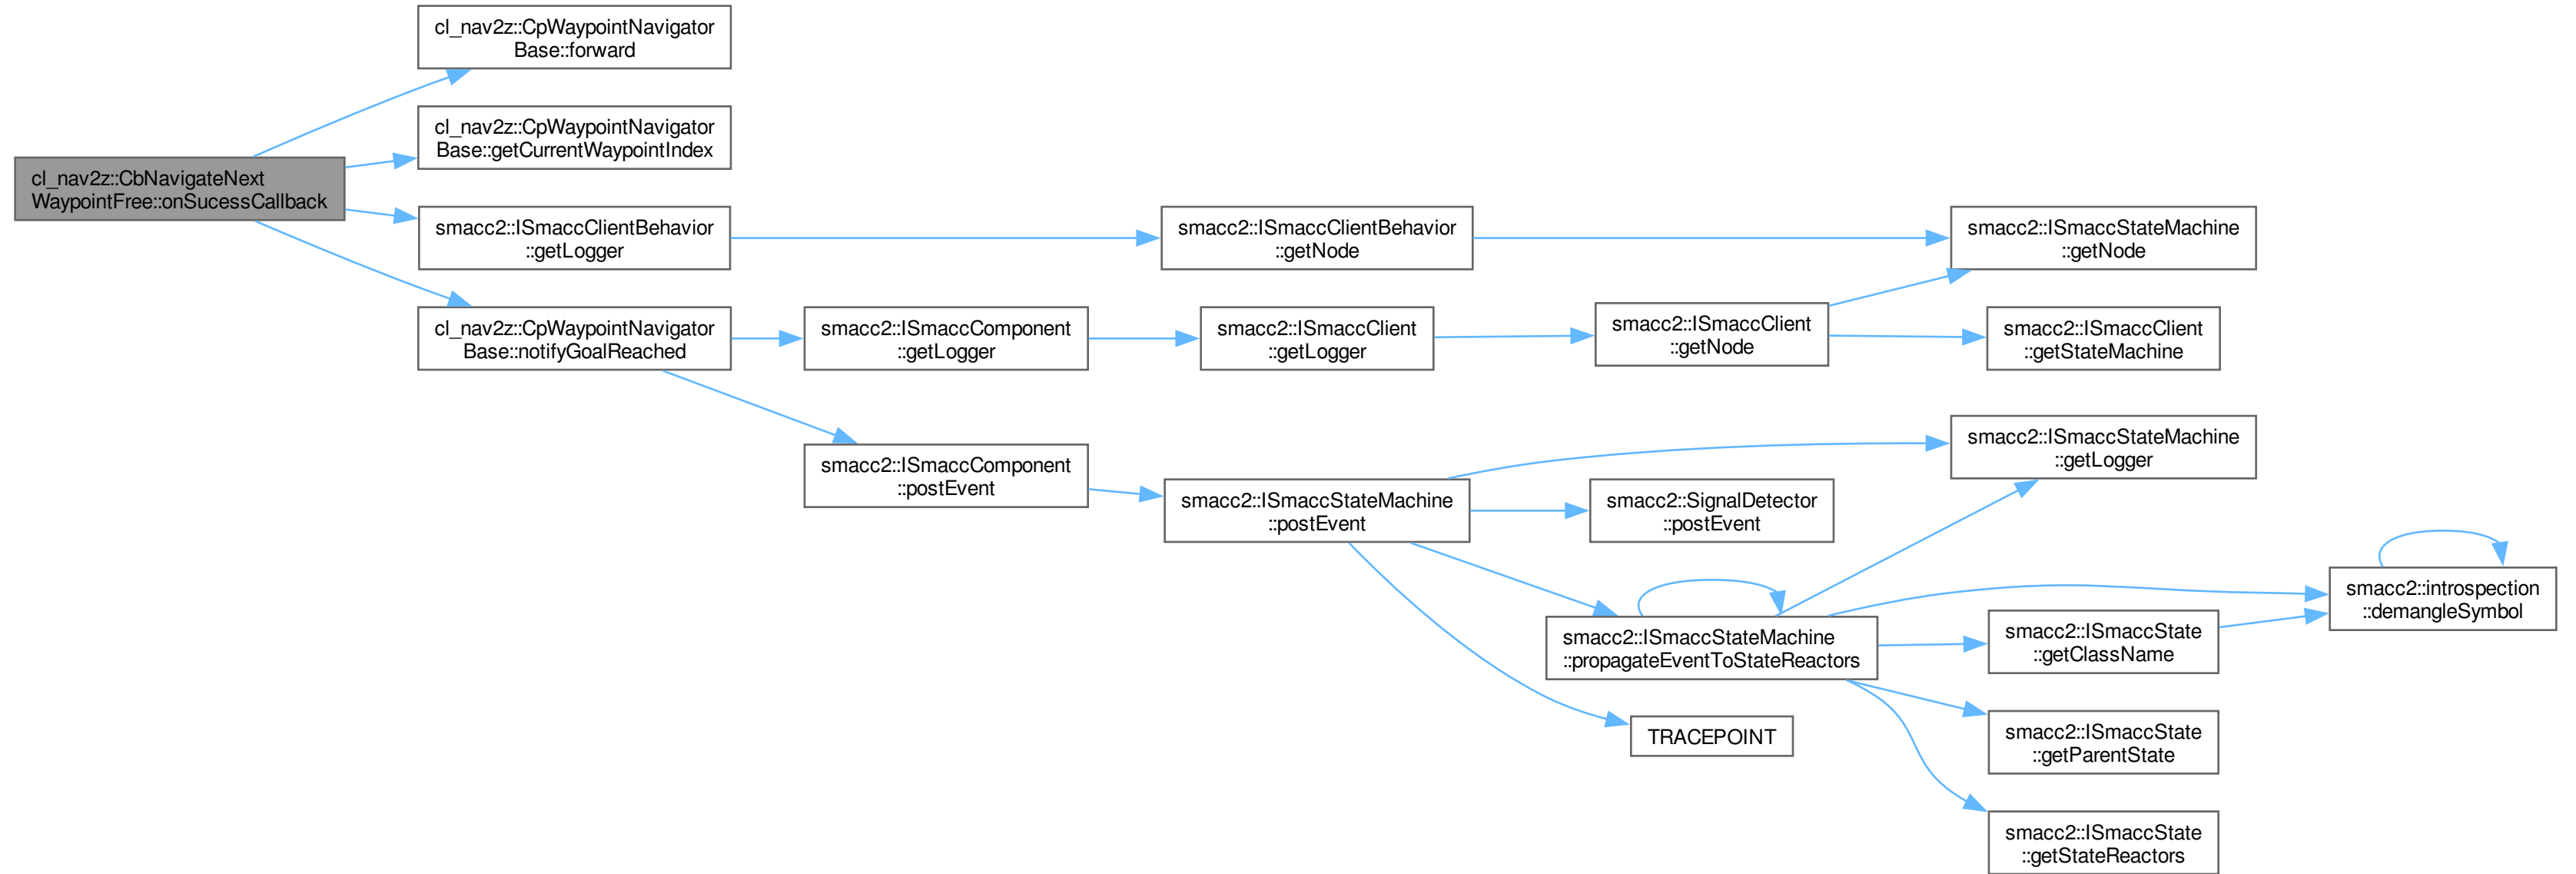 cl_nav2z::CpWaypointNavigator
Base::forward
cl_nav2z::CpWaypointNavigator
Base::getCurrentWaypointIndex
cl_nav2z::CbNavigateNext
WaypointFree::onSucessCallback
smacc2::ISmaccClientBehavior
::getLogger
smacc2::ISmaccClientBehavior
::getNode
smacc2::ISmaccStateMachine
::getNode
cl_nav2z::CpWaypointNavigator
Base::notifyGoalReached
smacc2::ISmaccComponent
::getLogger
smacc2::ISmaccClient
::getLogger
smacc2::ISmaccClient
::getNode
smacc2::ISmaccClient
::getStateMachine
smacc2::ISmaccComponent
::postEvent
smacc2::ISmaccStateMachine
::postEvent
smacc2::ISmaccStateMachine
::getLogger
smacc2::SignalDetector
::postEvent
smacc2::ISmaccStateMachine
::propagateEventToStateReactors
smacc2::introspection
::demangleSymbol
smacc2::ISmaccState
::getClassName
TRACEPOINT
smacc2::ISmaccState
::getParentState
smacc2::ISmaccState
::getStateReactors